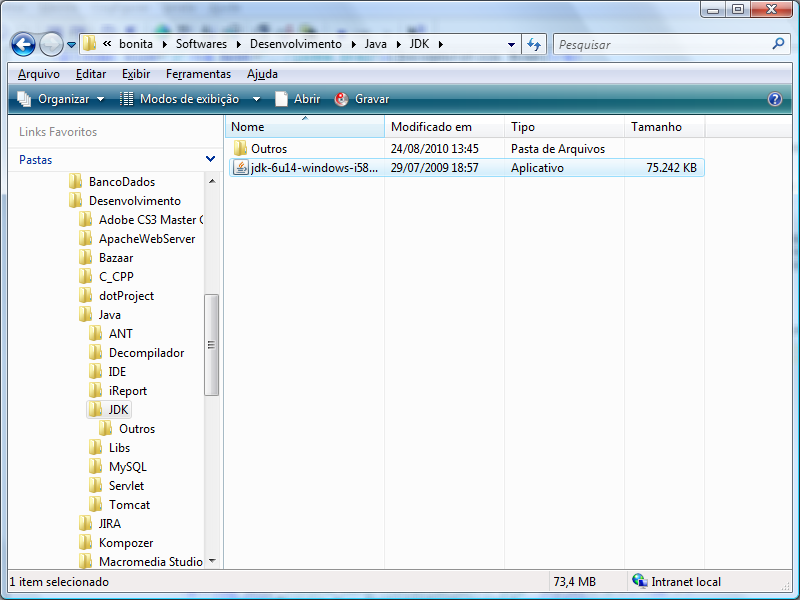 « bonita Softwares Desenvolvimento Java JDK
Pesquisar
Arquivo Editar Exibir Ferramentas Ajuda
Organizar Modos de exibição Abrir Gravar
Links Favoritos
Pastas
BancoDados
Desenvolvimento
Adobe CS3 Master C
ApacheWebServer
Bazaar
C_CPP
dotProject
Java
ANT
Decompilador
IDE
iReport
JDK
Outros
Libs
MySQL
Servlet
Tomcat
JIRA
Kompozer
Macromedia Studio
Nome Modificado em Tipo Tamanho
Outros 24/08/2010 13:45 Pasta de Arquivos
jdk-6u14-windows-i58... 29/07/2009 18:57 Aplicativo 75.242 KB
1 item selecionado 73,4 MB Intranet local